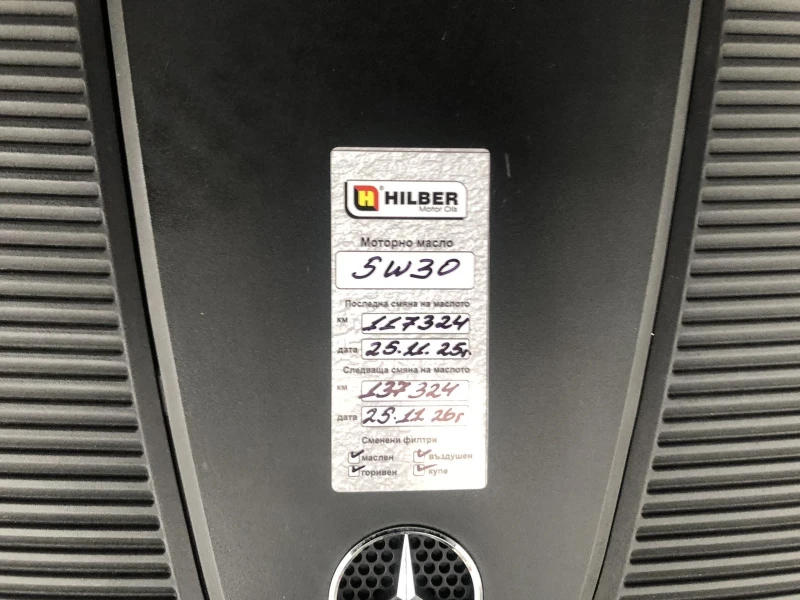 H® HILBER
Motor Oils
Моторно масло
5W30
Последна смяна на маслото
км 117324
дата 25.11.25г.
Следваща смяна на маслото
км 137324
дата 25.11 26г
Сменени филтри
маслен въздушен
горивен купе